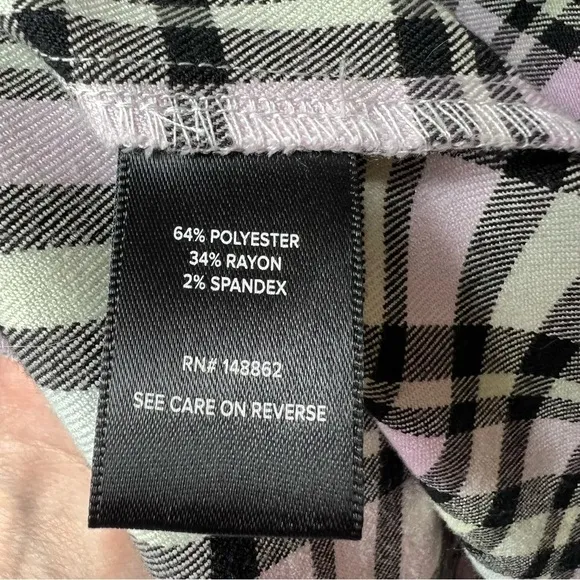 64% POLYESTER
34% RAYON
2% SPANDEX
RN# 148862
SEE CARE ON REVERSE